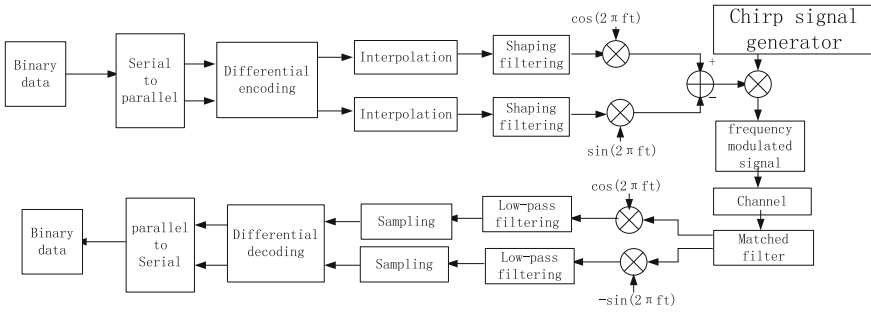 cos(2πft)
Chirp signal
generator
Binary
data
Serial
to
parallel
Differential
encoding
Interpolation
Shaping
filtering
+
Interpolation
Shaping
filtering
−
sin(2πft)
frequency
modulated
signal
Channel
Matched
filter
cos(2πft)
Binary
data
parallel
to
Serial
Differential
decoding
Sampling
Low-pass
filtering
Sampling
Low-pass
filtering
-sin(2πft)